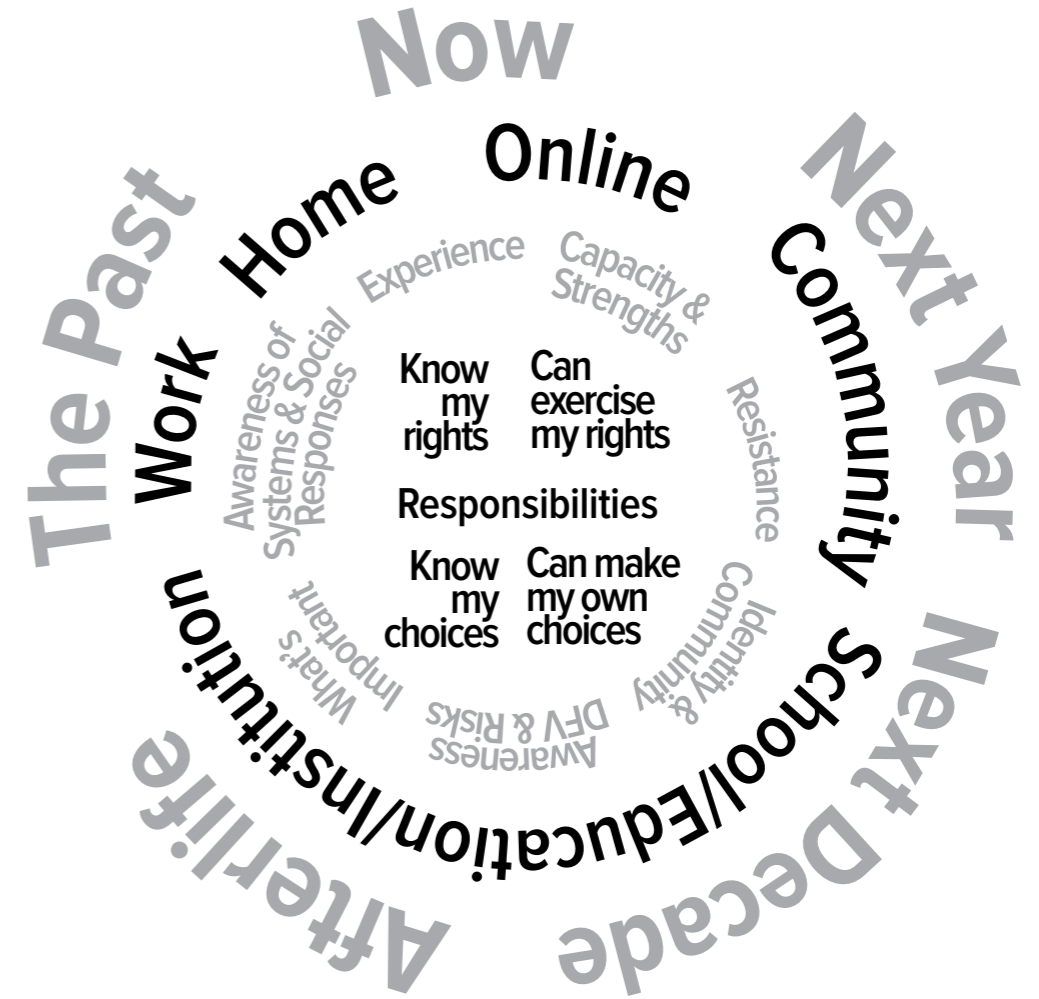 Now
Next Year
Next Decade
Afterlife
The Past
Online
Community
School/Education/Institution
Work
Home
Experience
Capacity &
Strengths
Resistance
Identity &
Community
DFV & Risks
Awareness
What's
Important
Awareness of
Systems & Social
Responses
Know
my
rights
Can
exercise
my rights
Responsibilities
Know
my
choices
Can make
my own
choices